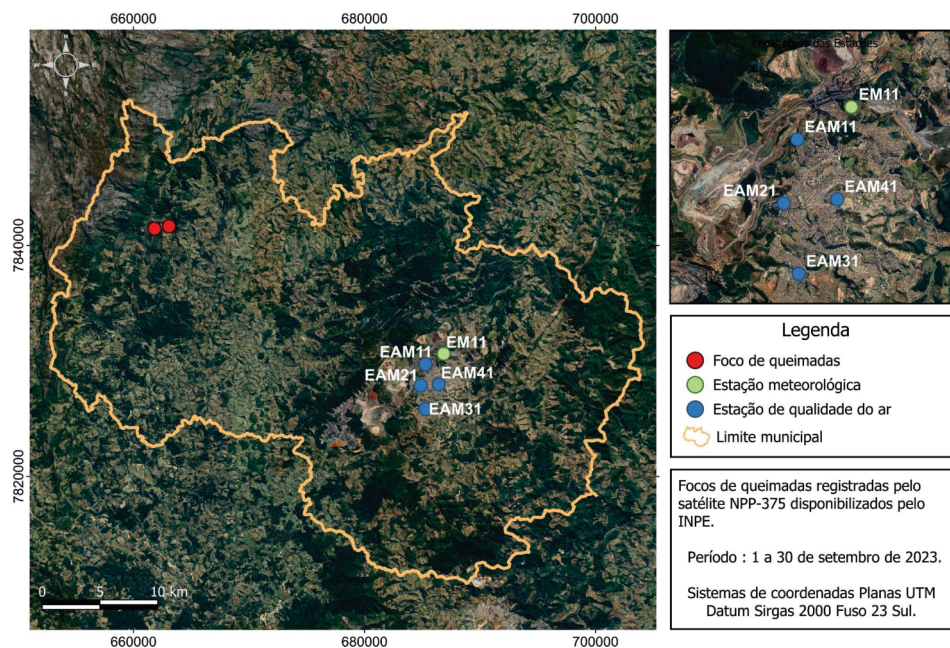 660000
680000
700000
7840000
7820000
EAM11
EM11
EAM21
EAM41
EAM31
0
5
10 km
660000
680000
700000
das Estações
EM11
EAM11
EAM21
EAM41
EAM31
Legenda
Foco de queimadas
Estação meteorológica
Estação de qualidade do ar
Limite municipal
Focos de queimadas registradas pelo
satélite NPP-375 disponibilizados pelo
INPE.
Período : 1 a 30 de setembro de 2023.
Sistemas de coordenadas Planas UTM
Datum Sirgas 2000 Fuso 23 Sul.